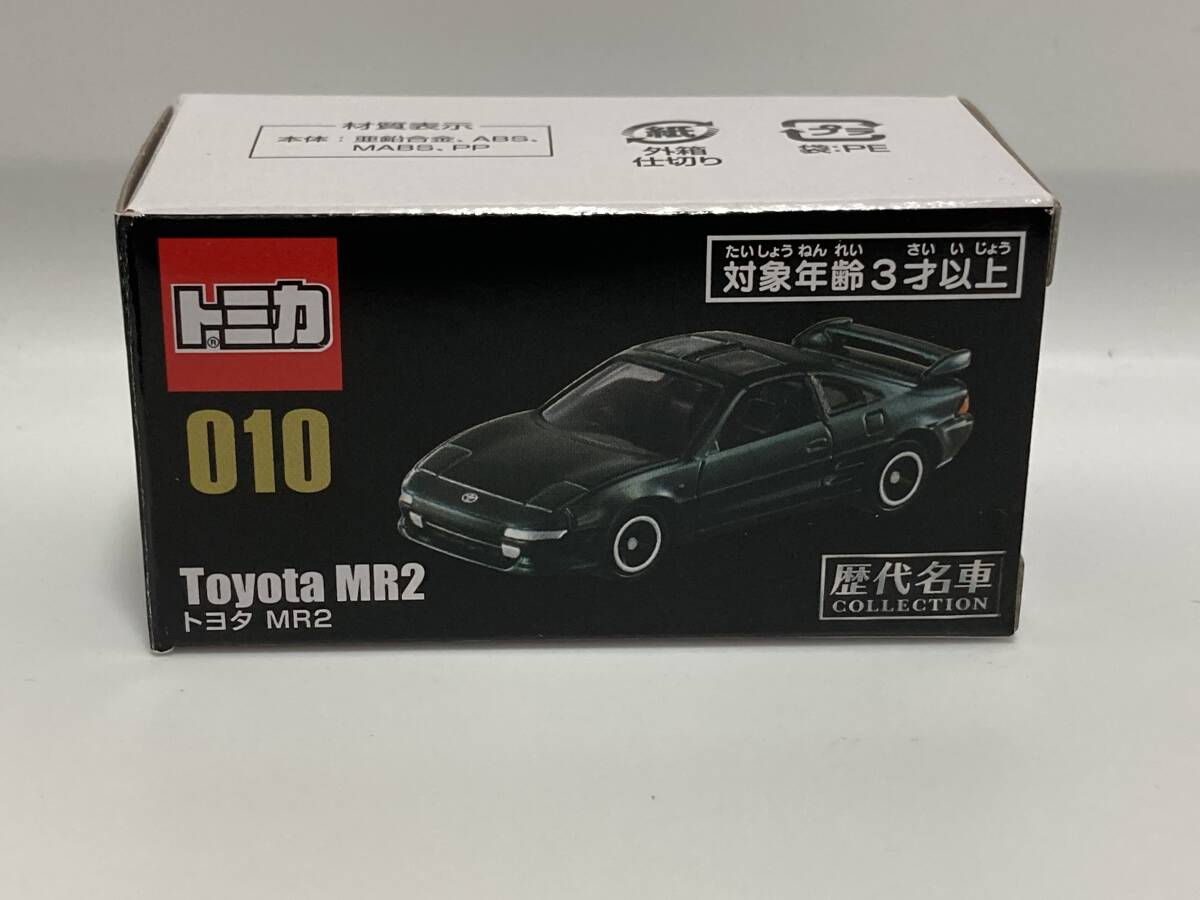 材質表示
本体：亜鉛合金、ABS、
MABS、PP
紙
外箱
仕切り
プラ
袋:PE
トミカ
®
たいしょうねんれい さいいじょう
対象年齢3才以上
010
Toyota MR2
トヨタ MR2
歴代名車
COLLECTION